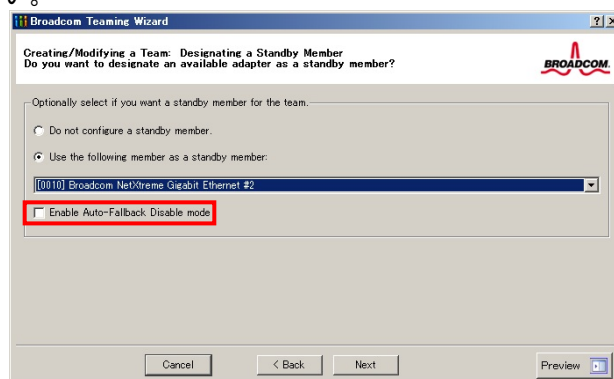 Broadcom Teaming Wizard
Creating/Modifying a Team: Designating a Standby Member
Do you want to designate an available adapter as a standby member?
BROADCOM.
Optionally select if you want a standby member for the team.
Do not configure a standby member.
Use the following member as a standby member:
[0010] Broadcom NetXtreme Gigabit Ethernet #2
Enable Auto-Fallback Disable mode
Cancel
< Back
Next
Preview